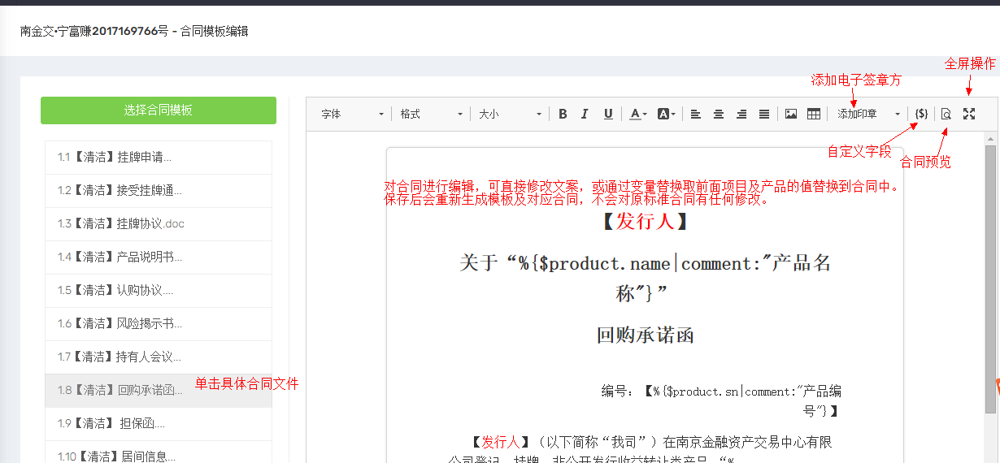 南金交•宁富赚2017169766号 - 合同模板编辑
全屏操作
添加电子签章方
选择合同模板
字体 格式 大小 B I U A A 添加印章 {$}
自定义字段
合同预览
1.1【清洁】挂牌申请...
1.2【清洁】接受挂牌通...
1.3【清洁】挂牌协议.doc
1.4【清洁】产品说明书...
1.5【清洁】认购协议....
1.6【清洁】风险揭示书...
1.7【清洁】持有人会议...
1.8【清洁】回购承诺函...
单击具体合同文件
1.9【清洁】 担保函....
1.10【清洁】居间信息...
对合同进行编辑，可直接修改文案，或通过变量替换取前面项目及产品的值替换到合同中。
保存后会重新生成模板及对应合同，不会对原标准合同有任何修改。
【发行人】
关于“%{$product.name|comment:"产品名
称"}”
回购承诺函
编号：【%{$product.sn|comment:"产品编
号"}】
【发行人】（以下简称“我司”）在南京金融资产交易中心有限
公司登记、挂牌、非公开发行收益转让类产品 “%